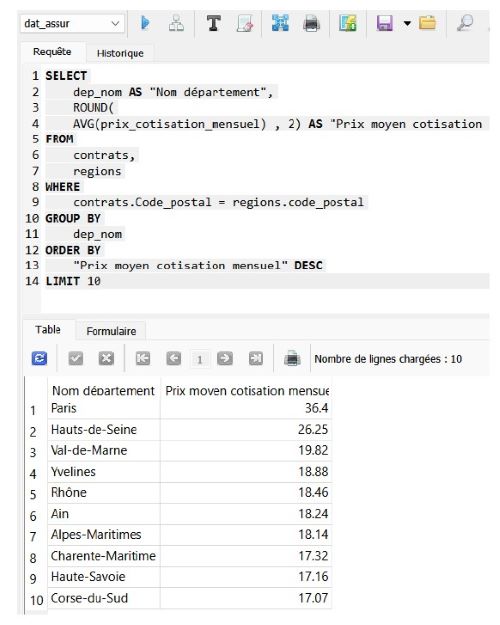 dat_assur
Requête Historique
1 SELECT
2 dep_nom AS "Nom département",
3 ROUND(
4 AVG(prix_cotisation_mensuel) , 2) AS "Prix moyen cotisation
5 FROM
6 contrats,
7 regions
8 WHERE
9 contrats.Code_postal = regions.code_postal
10 GROUP BY
11 dep_nom
12 ORDER BY
13 "Prix moyen cotisation mensuel" DESC
14 LIMIT 10
Table Formulaire
1 Nombre de lignes chargées : 10
Nom département Prix moyen cotisation mensue
1 Paris 36.4
2 Hauts-de-Seine 26.25
3 Val-de-Marne 19.82
4 Yvelines 18.88
5 Rhône 18.46
6 Ain 18.24
7 Alpes-Maritimes 18.14
8 Charente-Maritime 17.32
9 Haute-Savoie 17.16
10 Corse-du-Sud 17.07